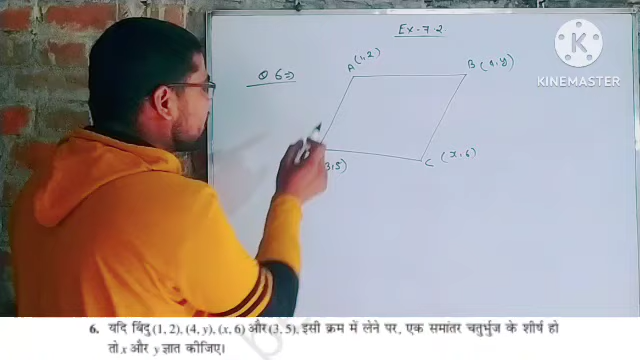 Ex-7.2
K
KINEMASTER
Q 6⇒
A (1,2)
B (4,y)
3,5)
C (x,6)
6. यदि बिंदु (1, 2), (4, y), (x, 6) और (3, 5), इसी क्रम में लेने पर, एक समांतर चतुर्भुज के शीर्ष हो
तो x और y ज्ञात कीजिए।